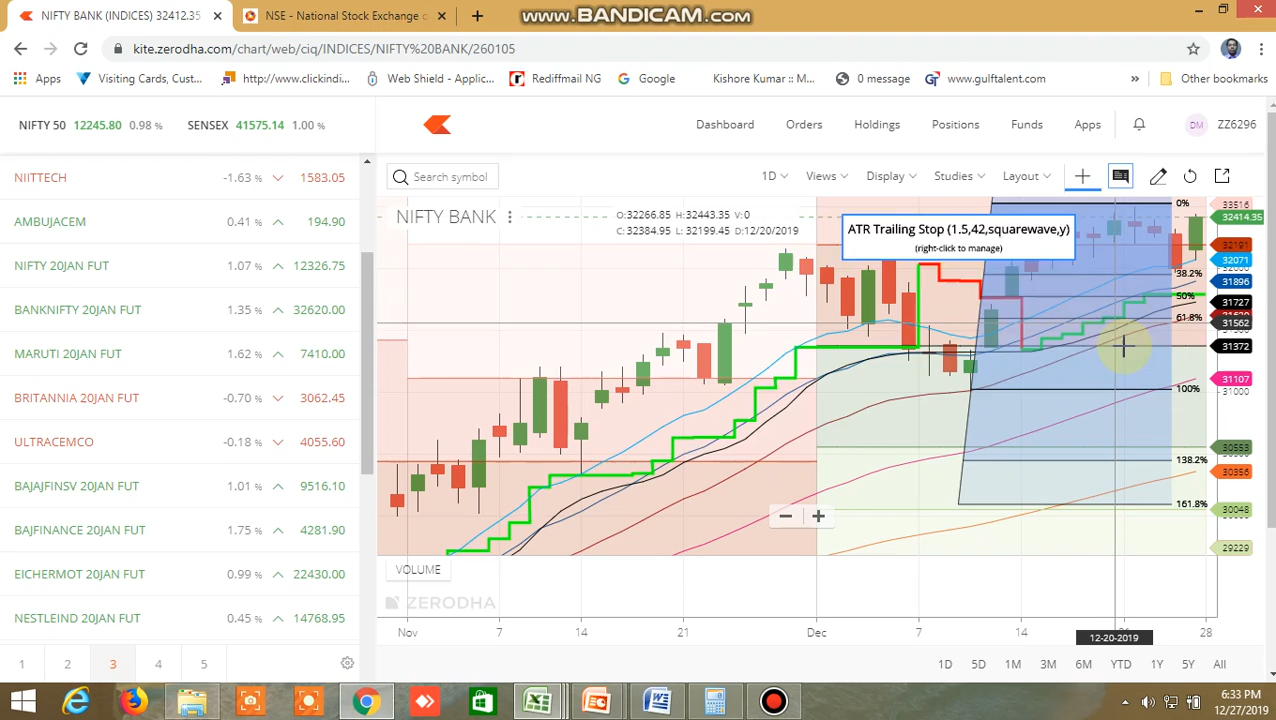 NIFTY BANK (INDICES) 32412.35
NSE - National Stock Exchange o
www.BANDICAM.com
kite.zerodha.com/chart/web/ciq/INDICES/NIFTY%20BANK/260105
Apps
Visiting Cards, Cust...
http://www.clickindi...
Web Shield - Applic...
Rediffmail NG
Google
Kishore Kumar :: M...
0 message
www.gulftalent.com
»
Other bookmarks
NIFTY 50 12245.80 0.98 % SENSEX 41575.14 1.00 %
Dashboard Orders Holdings Positions Funds Apps DM ZZ6296
NIITTECH -1.63 % 1583.05
AMBUJACEM 0.41 % 194.90
NIFTY 20JAN FUT 1.07 % 12326.75
BANKNIFTY 20JAN FUT 1.35 % 32620.00
MARUTI 20JAN FUT 1.62 % 7410.00
BRITANNIA 20JAN FUT -0.70 % 3062.45
ULTRACEMCO -0.18 % 4055.60
BAJAJFINSV 20JAN FUT 1.01 % 9516.10
BAJFINANCE 20JAN FUT 1.75 % 4281.90
EICHERMOT 20JAN FUT 0.99 % 22430.00
NESTLEIND 20JAN FUT 0.45 % 14768.95
1 2 3 4 5
Search symbol
1D Views Display Studies Layout
NIFTY BANK
O:32266.85 H:32443.35 V:0
C:32384.95 L:32199.45 D:12/20/2019
ATR Trailing Stop (1.5,42,squarewave,y)
(right-click to manage)
0%
38.2%
50%
61.8%
100%
138.2%
161.8%
33516
32414.35
32191
32071
31896
31727
31562
31372
31107
31000
30553
30356
30048
29229
VOLUME
ZERODHA
Nov 7 14 21 Dec 7 14 28
12-20-2019
1D 5D 1M 3M 6M YTD 1Y 5Y All
6:33 PM
12/27/2019